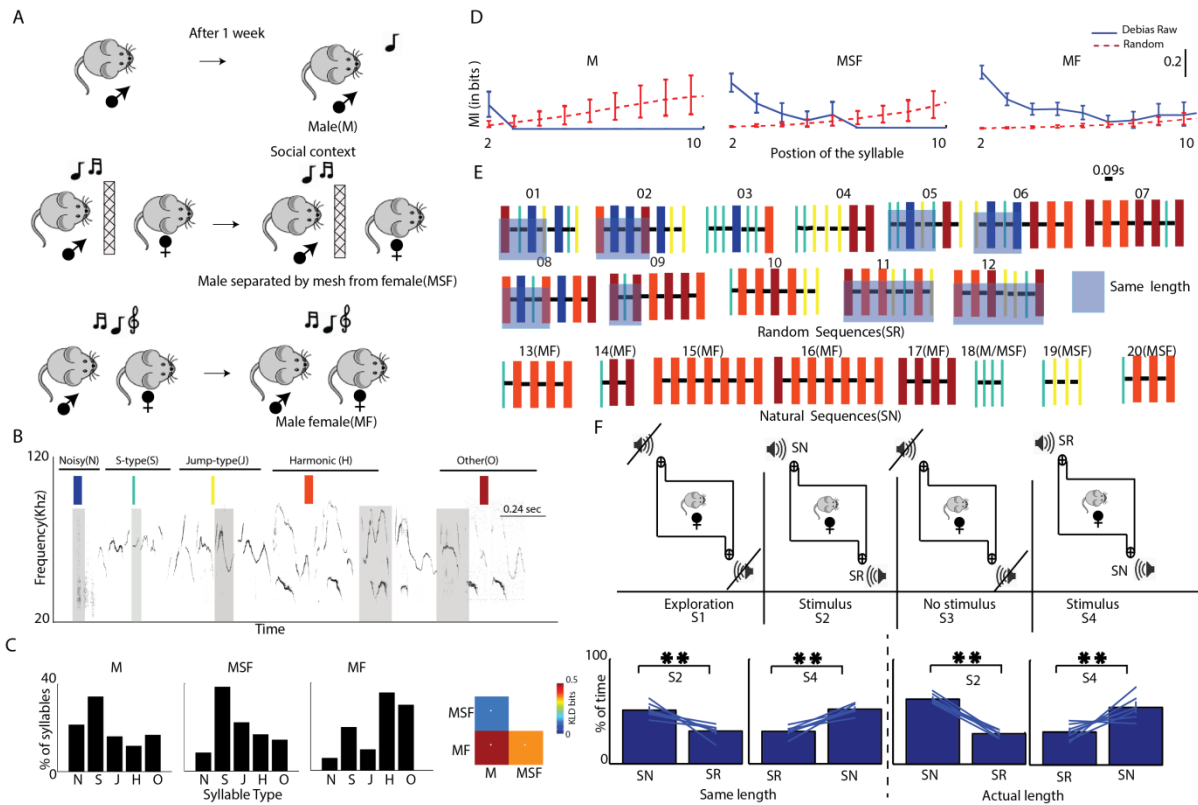 A
After 1 week
Male(M)
Social context
Male separated by mesh from female(MSF)
Male female(MF)
B
120
Frequency(Khz)
20
Noisy(N)
S-type(S)
Jump-type(J)
Harmonic (H)
Other(O)
0.24 sec
Time
C
M
MSF
MF
40
% of syllables
0
N S J H O
N S J H O
N S J H O
Syllable Type
MSF
MF
M MSF
0.5
KLD bits
0
D
Debias Raw
Random
0.2
M
MSF
MF
MI (in bits)
2 10
2 10
2 10
Postion of the syllable
E
0.09s
01 02 03 04 05 06 07
08 09 10 11 12
Same length
Random Sequences(SR)
13(MF) 14(MF) 15(MF) 16(MF) 17(MF) 18(M/MSF) 19(MSF) 20(MSF)
Natural Sequences(SN)
F
SN
SR
SR
SN
Exploration
S1
Stimulus
S2
No stimulus
S3
Stimulus
S4
100
% of time
0
**
S2
**
S4
**
S2
**
S4
SN SR SR SN
SN SR SR SN
Same length
Actual length